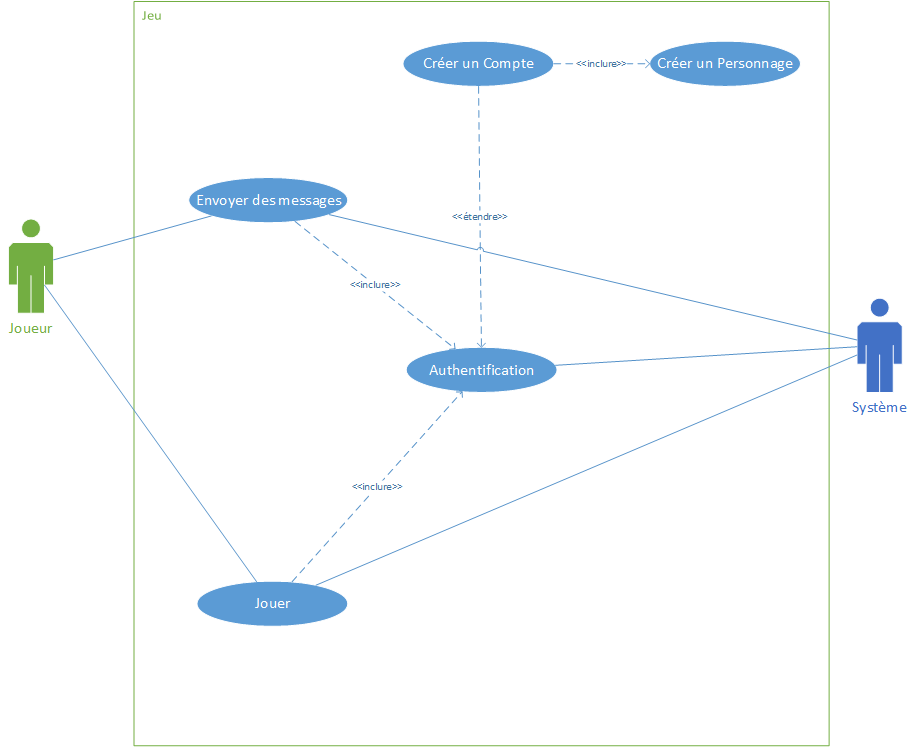 Jeu
Créer un Compte
<<inclure>>
Créer un Personnage
Envoyer des messages
<<étendre>>
<<inclure>>
Joueur
Authentification
Système
<<inclure>>
Jouer